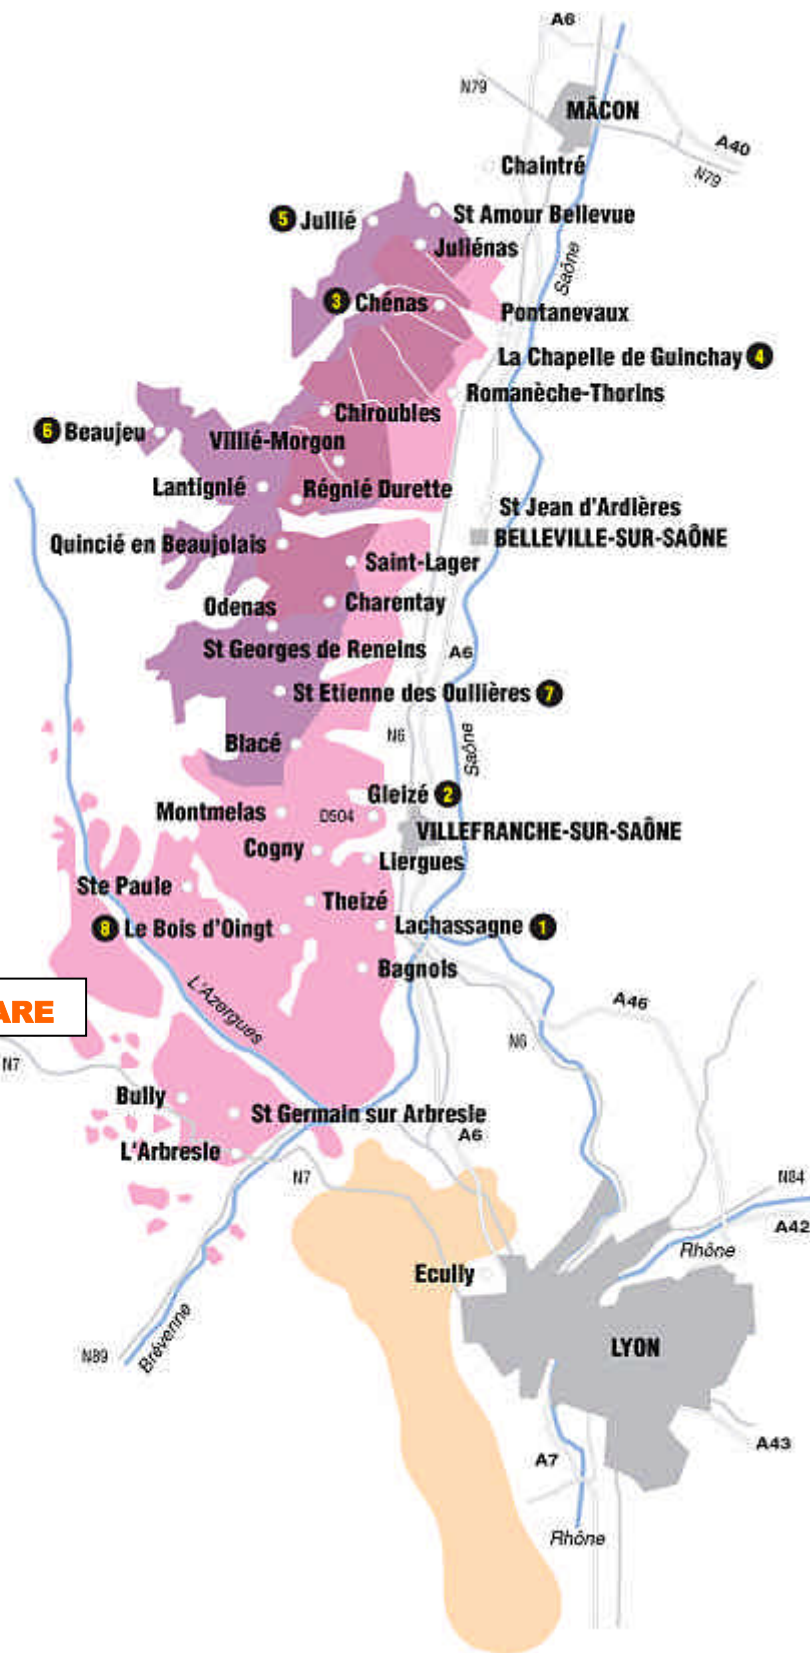 A6
N79
MÂCON
A40
N79
Chaintré
5 Jullié
St Amour Bellevue
Juliénas
Saône
3 Chénas
Pontanevaux
La Chapelle de Guinchay 4
Romanèche-Thorins
Chiroubles
6 Beaujeu
Villié-Morgon
Lantignié
Régnié Durette
St Jean d'Ardières
BELLEVILLE-SUR-SAÔNE
Quincié en Beaujolais
Saint-Lager
Odenas
Charentay
St Georges de Reneins
A6
St Etienne des Oullières 7
N6
Saône
Blacé
Gleizé 2
Montmelas
D504
VILLEFRANCHE-SUR-SAÔNE
Cogny
Liergues
Ste Paule
Theizé
8 Le Bois d'Oingt
Lachassagne 1
Bagnols
L'Azergues
ARE
A46
N6
N7
Bully
St Germain sur Arbresle
A6
L'Arbresle
N7
N84
A42
Rhône
Ecully
LYON
Brévenne
N89
A43
A7
Rhône